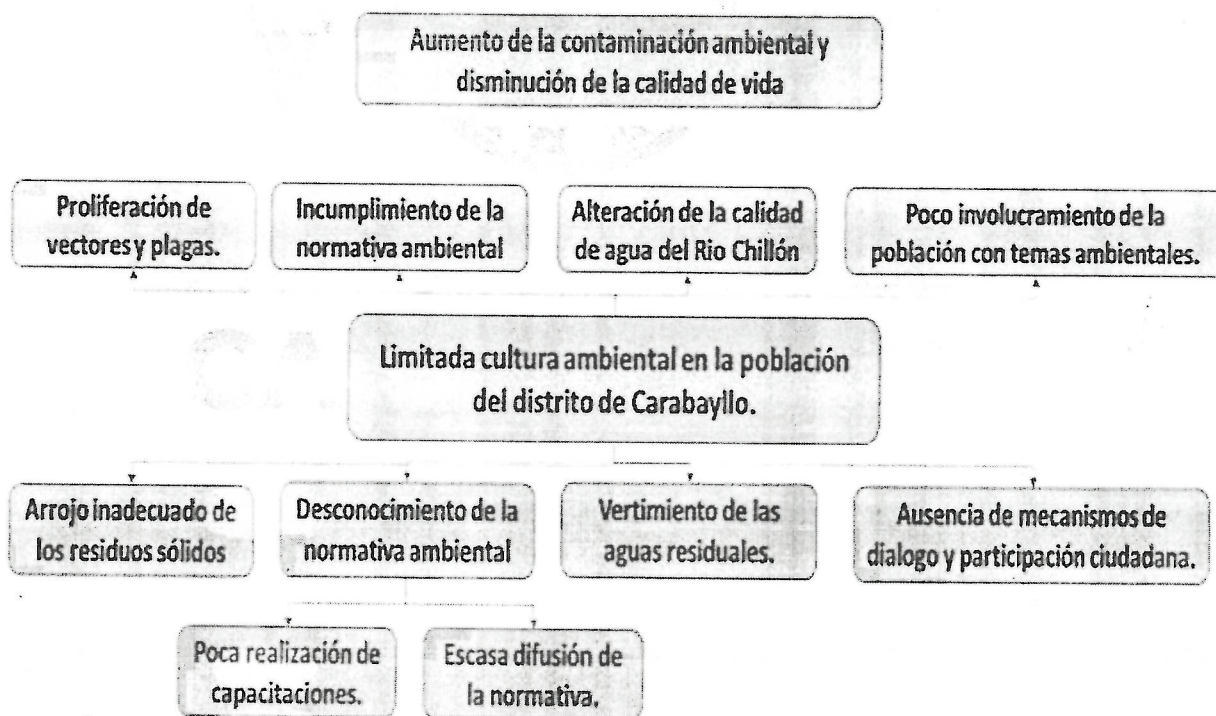 Aumento de la contaminación ambiental y
disminución de la calidad de vida
Proliferación de
vectores y plagas.
Incumplimiento de la
normativa ambiental
Alteración de la calidad
de agua del Rio Chillón
Poco involucramiento de la
población con temas ambientales.
Limitada cultura ambiental en la población
del distrito de Carabayllo.
Arrojo inadecuado de
los residuos sólidos
Desconocimiento de la
normativa ambiental
Vertimiento de las
aguas residuales.
Ausencia de mecanismos de
dialogo y participación ciudadana.
Poca realización de
capacitaciones.
Escasa difusión de
la normativa.